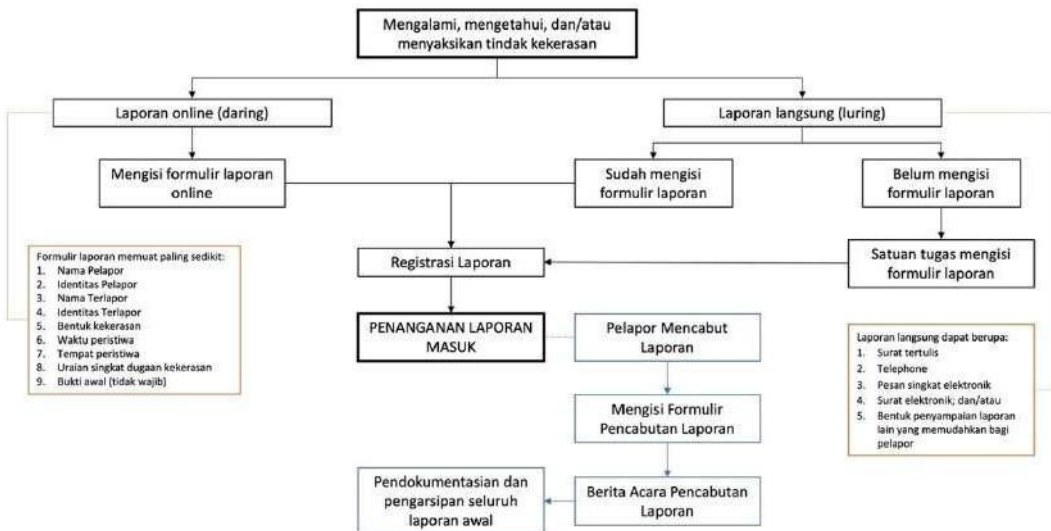 Mengalami, mengetahui, dan/atau
menyaksikan tindak kekerasan
Laporan online (daring)
Laporan langsung (luring)
Mengisi formulir laporan
online
Sudah mengisi
formulir laporan
Belum mengisi
formulir laporan
Formulir laporan memuat paling sedikit:
1. Nama Pelapor
2. Identitas Pelapor
3. Nama Terlapor
4. Identitas Terlapor
5. Bentuk kekerasan
6. Waktu peristiwa
7. Tempat peristiwa
8. Uraian singkat dugaan kekerasan
9. Bukti awal (tidak wajib)
Registrasi Laporan
Satuan tugas mengisi
formulir laporan
PENANGANAN LAPORAN
MASUK
Pelapor Mencabut
Laporan
Laporan langsung dapat berupa:
1. Surat tertulis
2. Telephone
3. Pesan singkat elektronik
4. Surat elektronik; dan/atau
5. Bentuk penyampaian laporan
lain yang memudahkan bagi
pelapor
Mengisi Formulir
Pencabutan Laporan
Pendokumentasian dan
pengarsipan seluruh
laporan awal
Berita Acara Pencabutan
Laporan